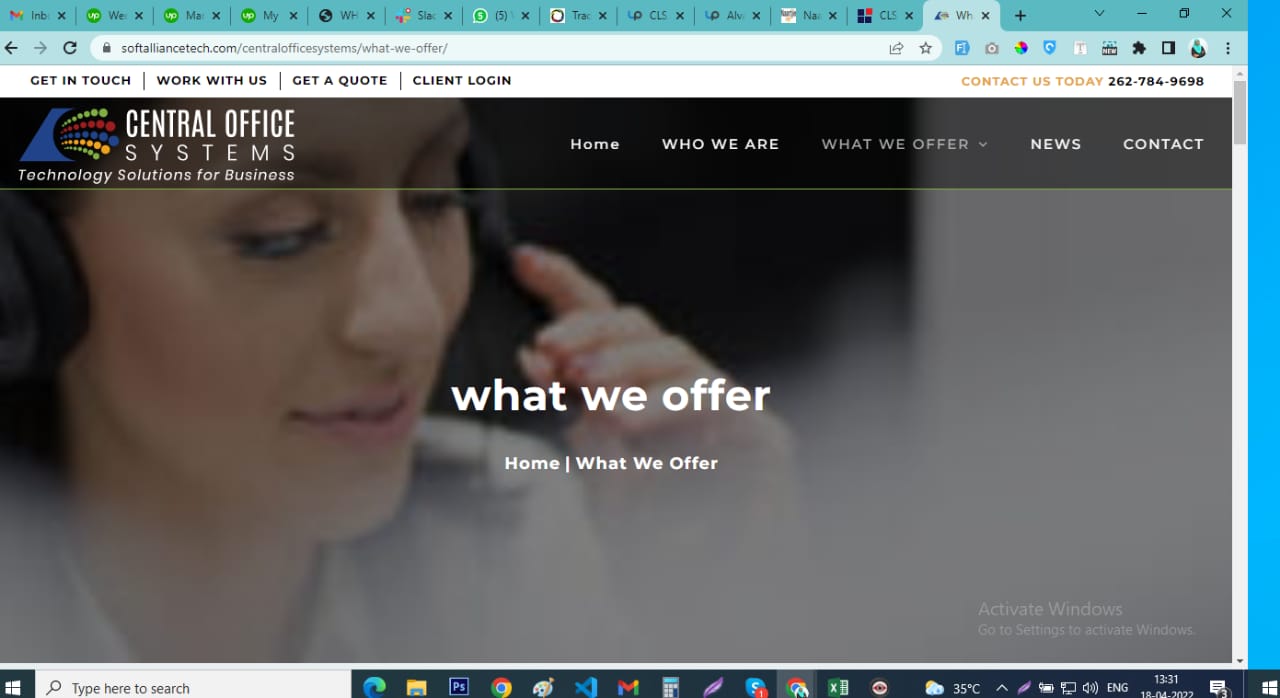 Inb
Wei
Mar
My
WH
Slac
(5)
Trac
CLS
Alv
Naa
CLS
Wh
softalliancetech.com/centralofficesystems/what-we-offer/
GET IN TOUCH WORK WITH US GET A QUOTE CLIENT LOGIN
CONTACT US TODAY 262-784-9698
CENTRAL OFFICE
SYSTEMS
Technology Solutions for Business
Home WHO WE ARE WHAT WE OFFER NEWS CONTACT
what we offer
Home | What We Offer
Activate Windows
Go to Settings to activate Windows.
Type here to search
35°C
ENG
13:31
18-04-2022